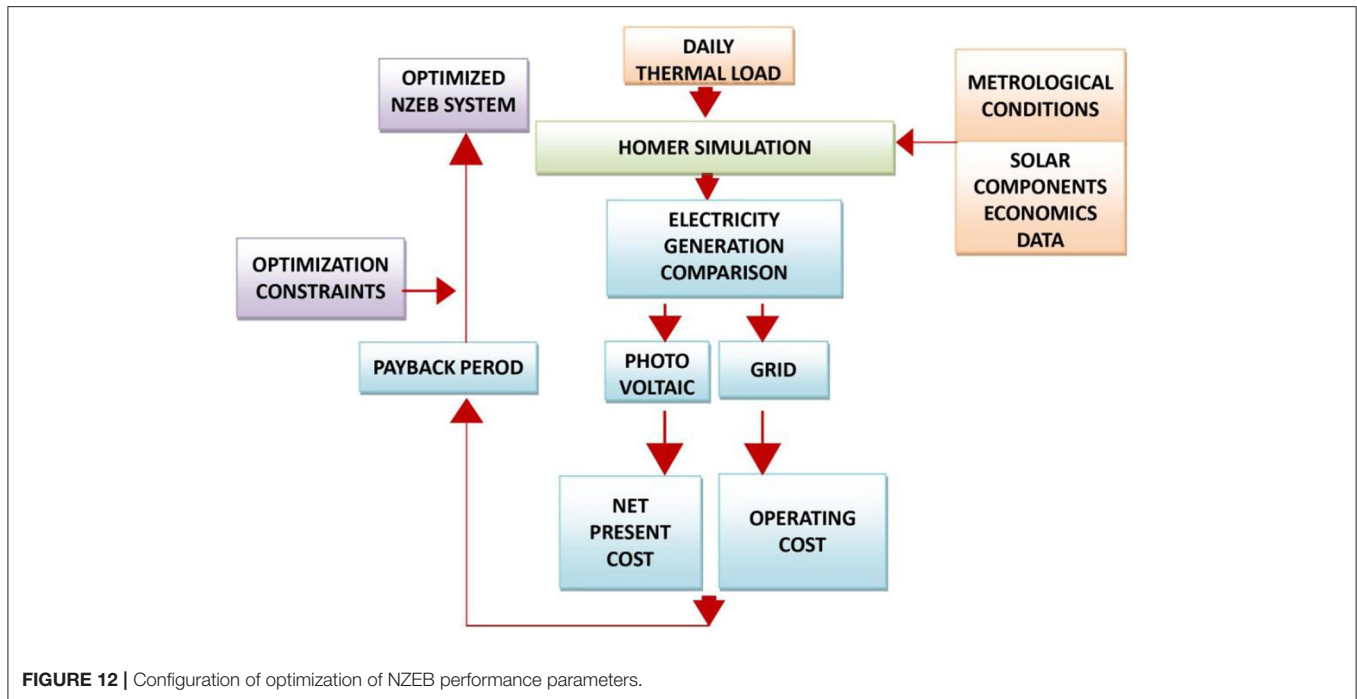 DAILY
THERMAL LOAD
OPTIMIZED
NZEB SYSTEM
METROLOGICAL
CONDITIONS
HOMER SIMULATION
SOLAR
COMPONENTS
ECONOMICS
DATA
ELECTRICITY
GENERATION
COMPARISON
OPTIMIZATION
CONSTRAINTS
PAYBACK PEROD
PHOTO
VOLTAIC
GRID
NET
PRESENT
COST
OPERATING
COST
FIGURE 12 | Configuration of optimization of NZEB performance parameters.